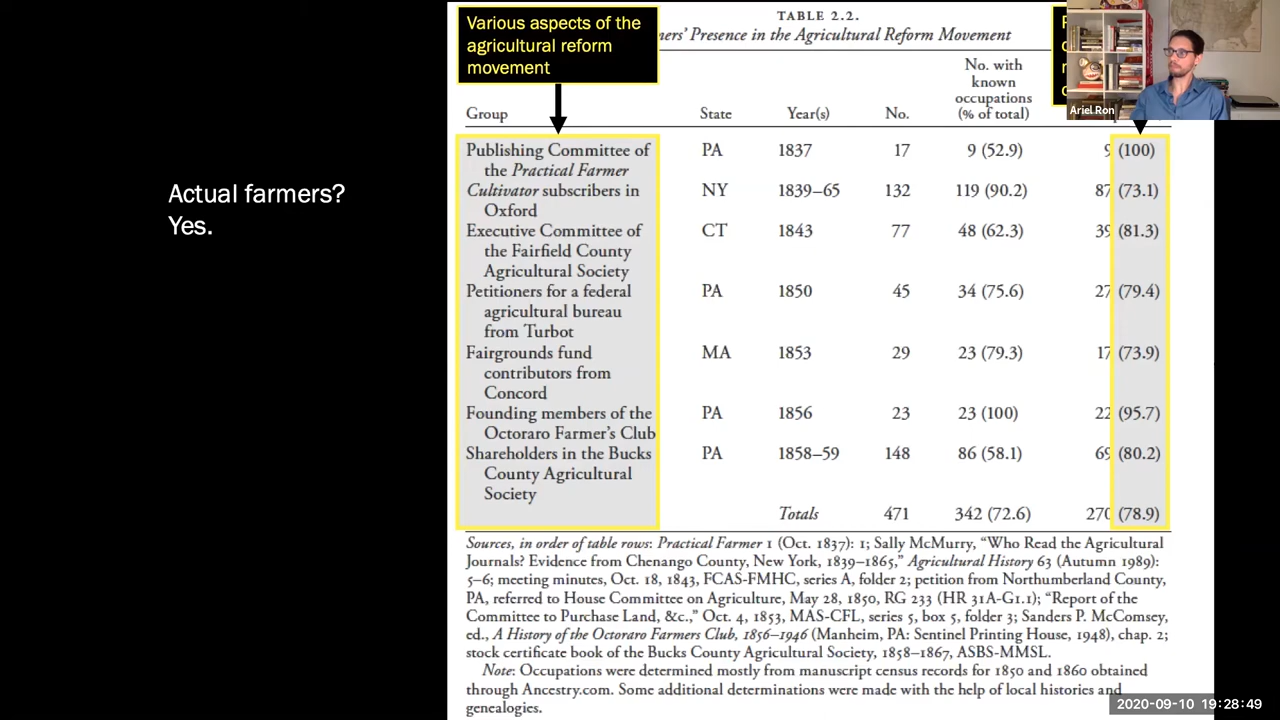 Various aspects of the
agricultural reform
movement
TABLE 2.2.
mers’ Presence in the Agricultural Reform Movement
Ariel Ron
Actual farmers?
Yes.
Group State Year(s) No. No. with known occupations (% of total)
Publishing Committee of PA 1837 17 9 (52.9) 9 (100)
the Practical Farmer
Cultivator subscribers in NY 1839–65 132 119 (90.2) 87 (73.1)
Oxford
Executive Committee of CT 1843 77 48 (62.3) 39 (81.3)
the Fairfield County
Agricultural Society
Petitioners for a federal PA 1850 45 34 (75.6) 27 (79.4)
agricultural bureau
from Turbot
Fairgrounds fund MA 1853 29 23 (79.3) 17 (73.9)
contributors from
Concord
Founding members of the PA 1856 23 23 (100) 22 (95.7)
Octoraro Farmer’s Club
Shareholders in the Bucks PA 1858–59 148 86 (58.1) 69 (80.2)
County Agricultural
Society
Totals 471 342 (72.6) 270 (78.9)
Sources, in order of table rows: Practical Farmer 1 (Oct. 1837): 1; Sally McMurry, “Who Read the Agricultural
Journals? Evidence from Chenango County, New York, 1839–1865,” Agricultural History 63 (Autumn 1989):
5–6; meeting minutes, Oct. 18, 1843, FCAS-FMHC, series A, folder 2; petition from Northumberland County,
PA, referred to House Committee on Agriculture, May 28, 1850, RG 233 (HR 31A-G1.1); “Report of the
Committee to Purchase Land, &c.,” Oct. 4, 1853, MAS-CFL, series 5, box 5, folder 3; Sanders P. McComsey,
ed., A History of the Octoraro Farmers Club, 1856–1946 (Manheim, PA: Sentinel Printing House, 1948), chap. 2;
stock certificate book of the Bucks County Agricultural Society, 1858–1867, ASBS-MMSL.
Note: Occupations were determined mostly from manuscript census records for 1850 and 1860 obtained
through Ancestry.com. Some additional determinations were made with the help of local histories and
genealogies.
2020-09-10 19:28:49